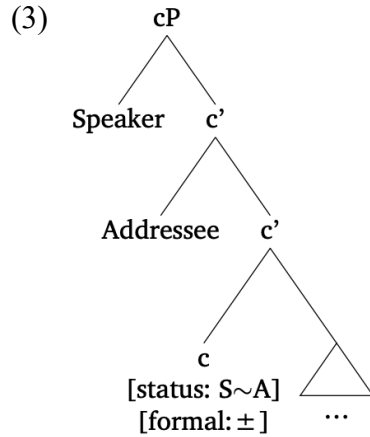 (3) cP
Speaker c’
Addressee c’
c
[status: S∼A]
[formal: ±] ...